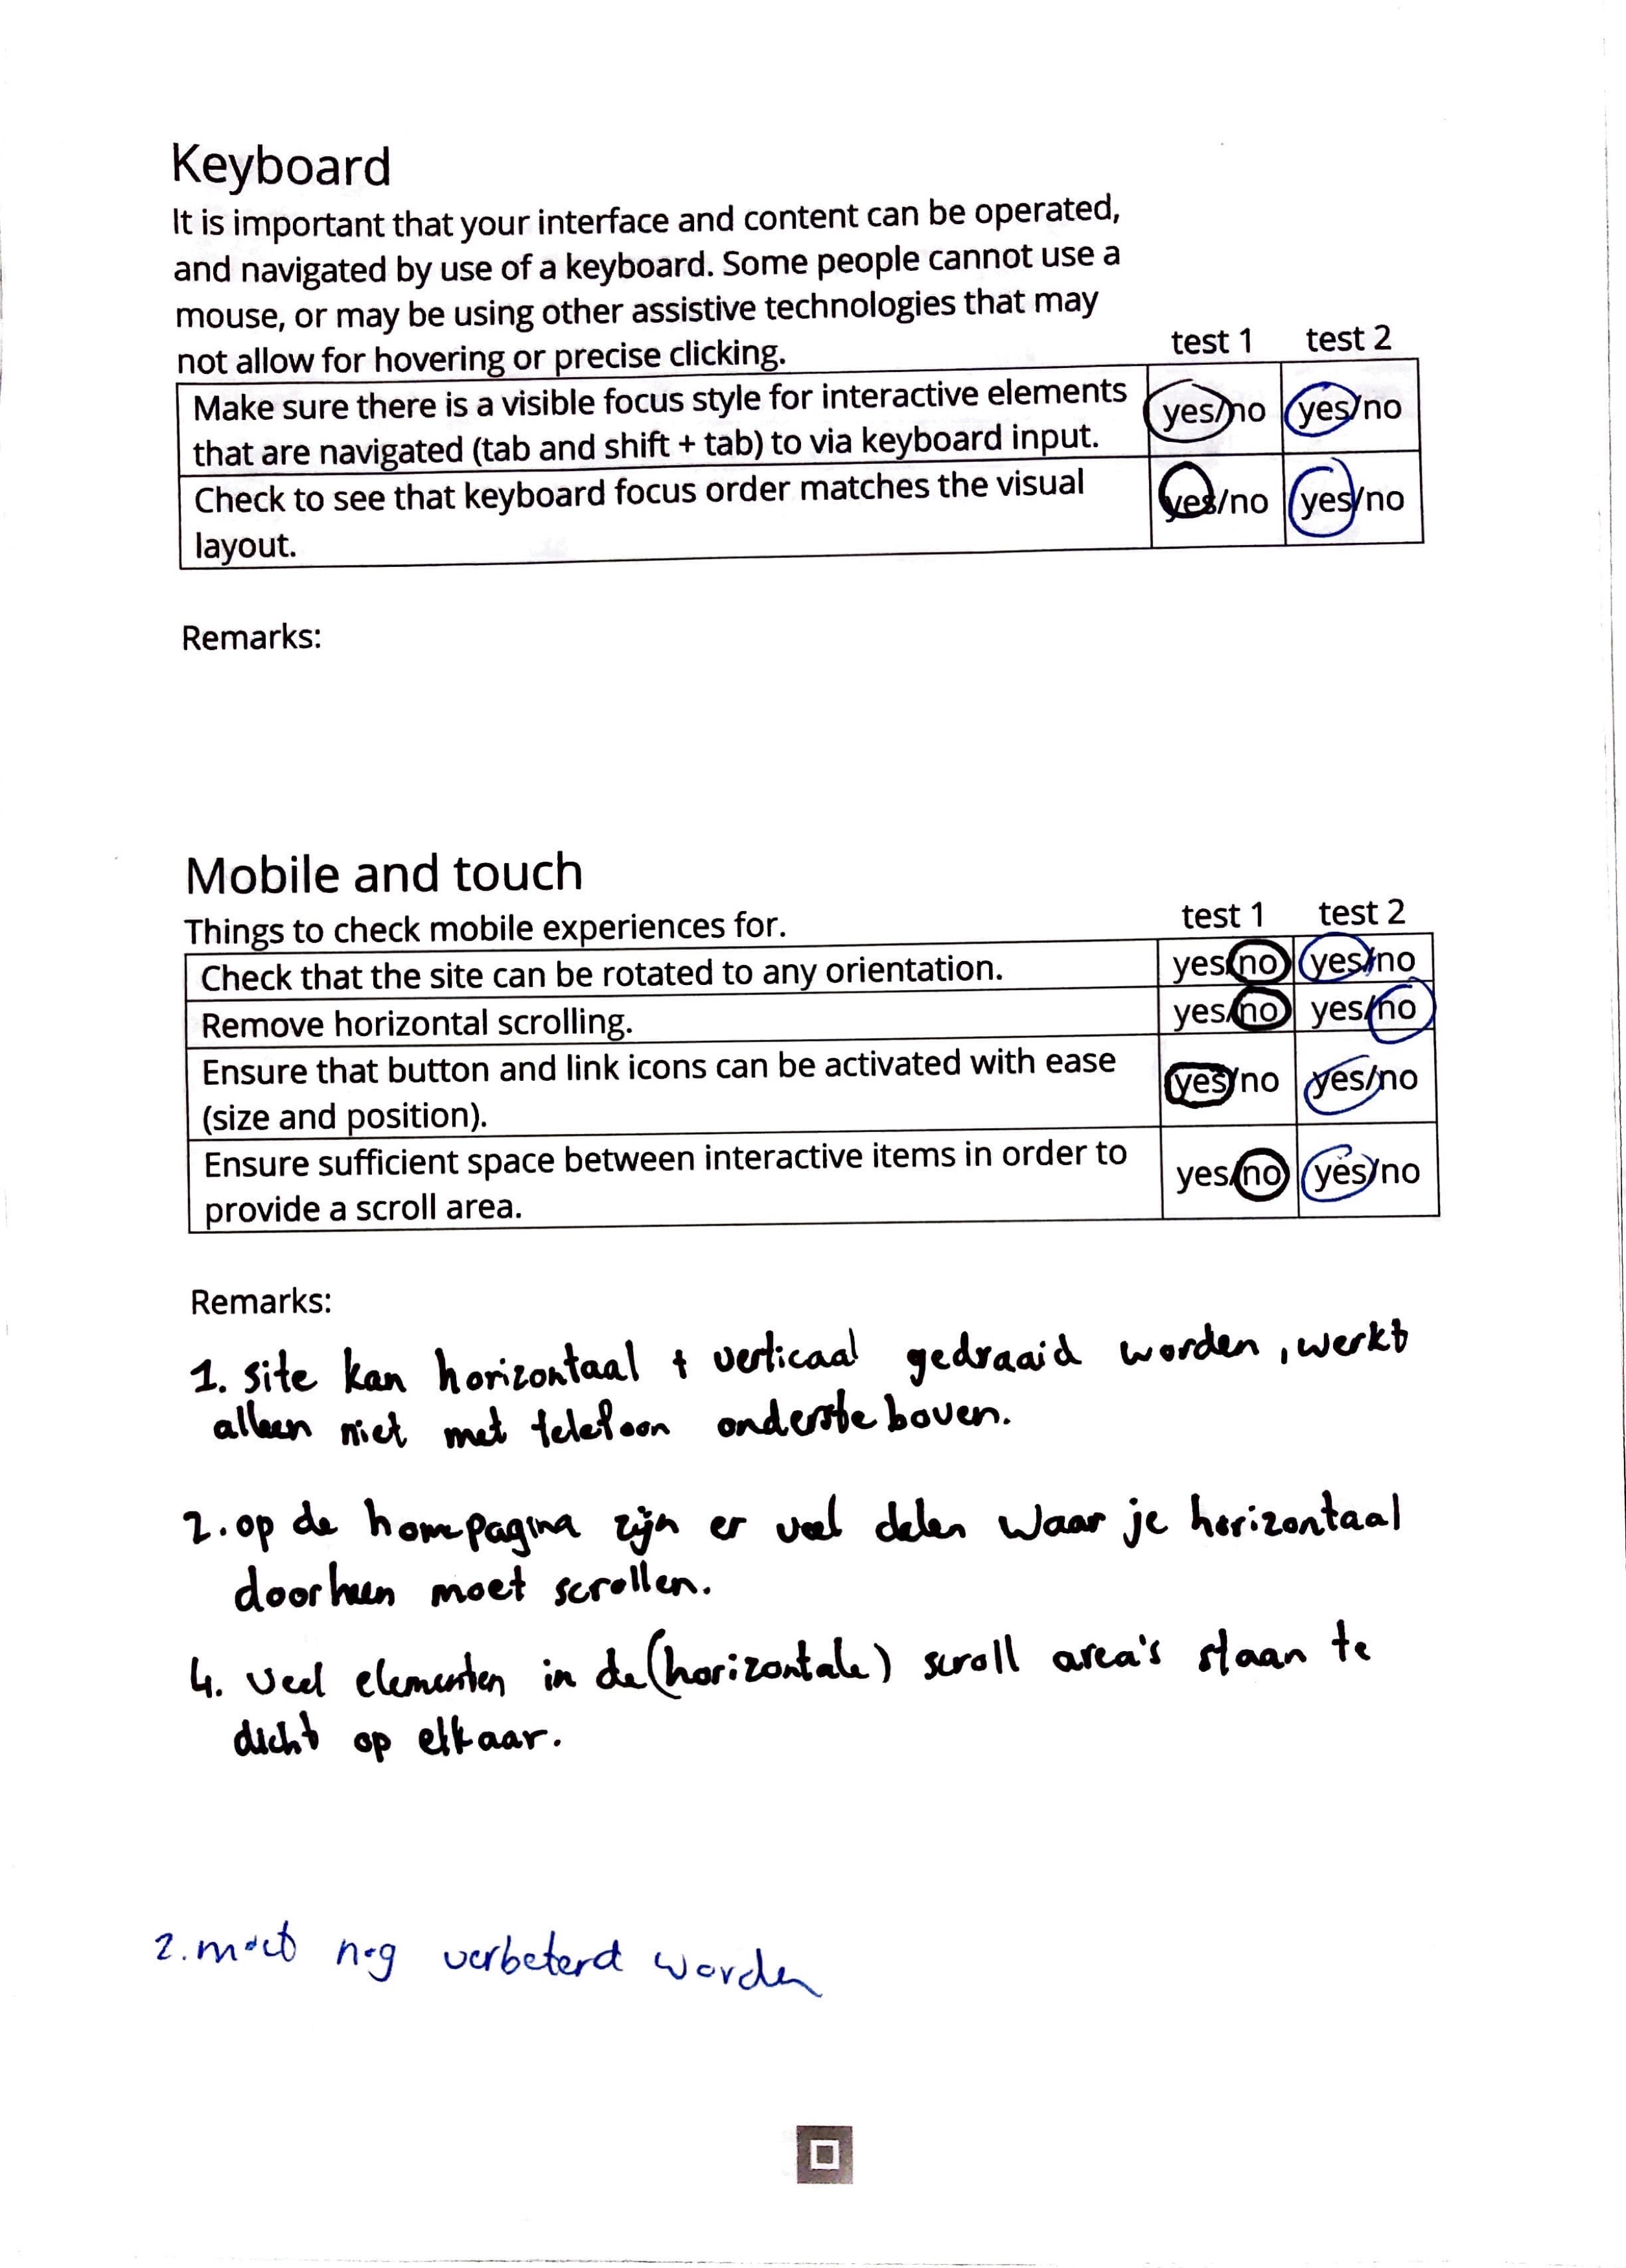 Keyboard
It is important that your interface and content can be operated,
and navigated by use of a keyboard. Some people cannot use a
mouse, or may be using other assistive technologies that may
not allow for hovering or precise clicking.
test 1 test 2
Make sure there is a visible focus style for interactive elements
that are navigated (tab and shift + tab) to via keyboard input.
yes/no yes/no
Check to see that keyboard focus order matches the visual
layout.
yes/no yes/no
Remarks:
Mobile and touch
Things to check mobile experiences for.
test 1 test 2
Check that the site can be rotated to any orientation. yes/no yes/no
Remove horizontal scrolling. yes/no yes/no
Ensure that button and link icons can be activated with ease
(size and position).
yes/no yes/no
Ensure sufficient space between interactive items in order to
provide a scroll area.
yes/no yes/no
Remarks:
1. site kan horizontaal + verticaal gedraaid worden, werkt
alleen niet met telefoon ondersteboven.
2. op de homepagina zijn er veel delen waar je horizontaal
doorheen moet scrollen.
4. veel elementen in de (horizontale) scroll area's staan te
dicht op elkaar.
2. moet nog verbeterd worden